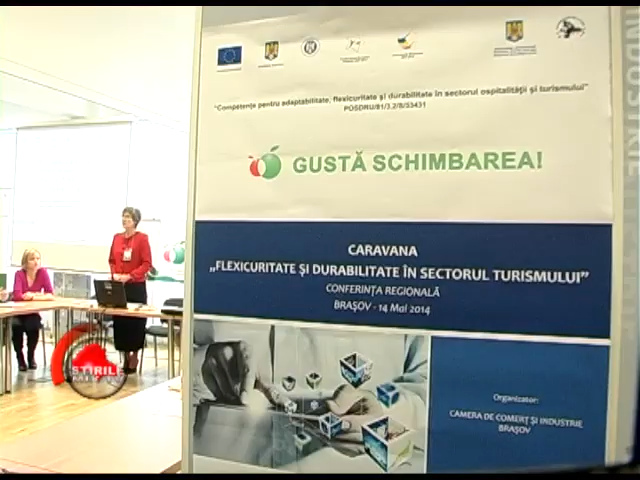 "Competențe pentru adaptabilitate, flexicuritate și durabilitate în sectorul ospitalității și turismului"
POSDRU/81/3.2/S/55431
GUSTĂ SCHIMBAREA!
CARAVANA
„FLEXICURITATE ȘI DURABILITATE ÎN SECTORUL TURISMULUI”
CONFERINȚA REGIONALĂ
BRAȘOV - 14 Mai 2014
Organizator:
CAMERA DE COMERȚ ȘI INDUSTRIE
BRAȘOV
ȘTIRILE
INDUSTRIE